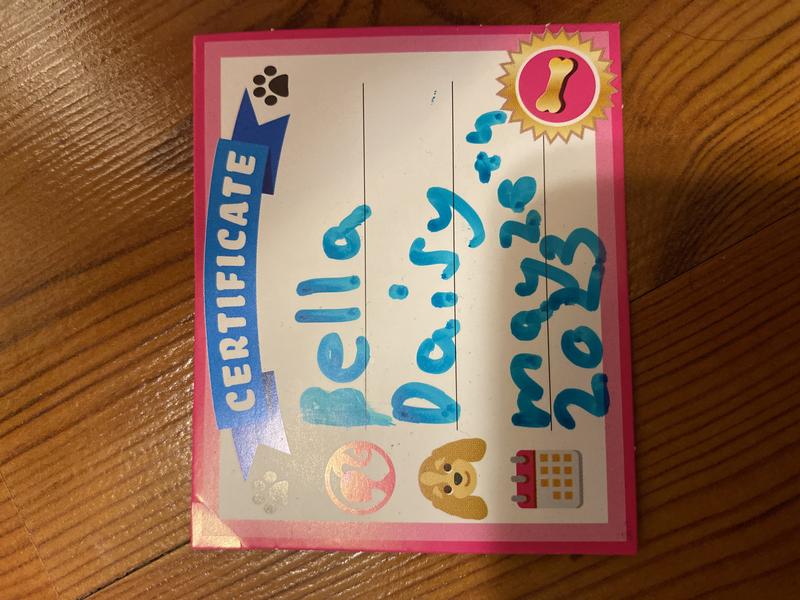 CERTIFICATE
Bella
Daisy
may 28th
2023